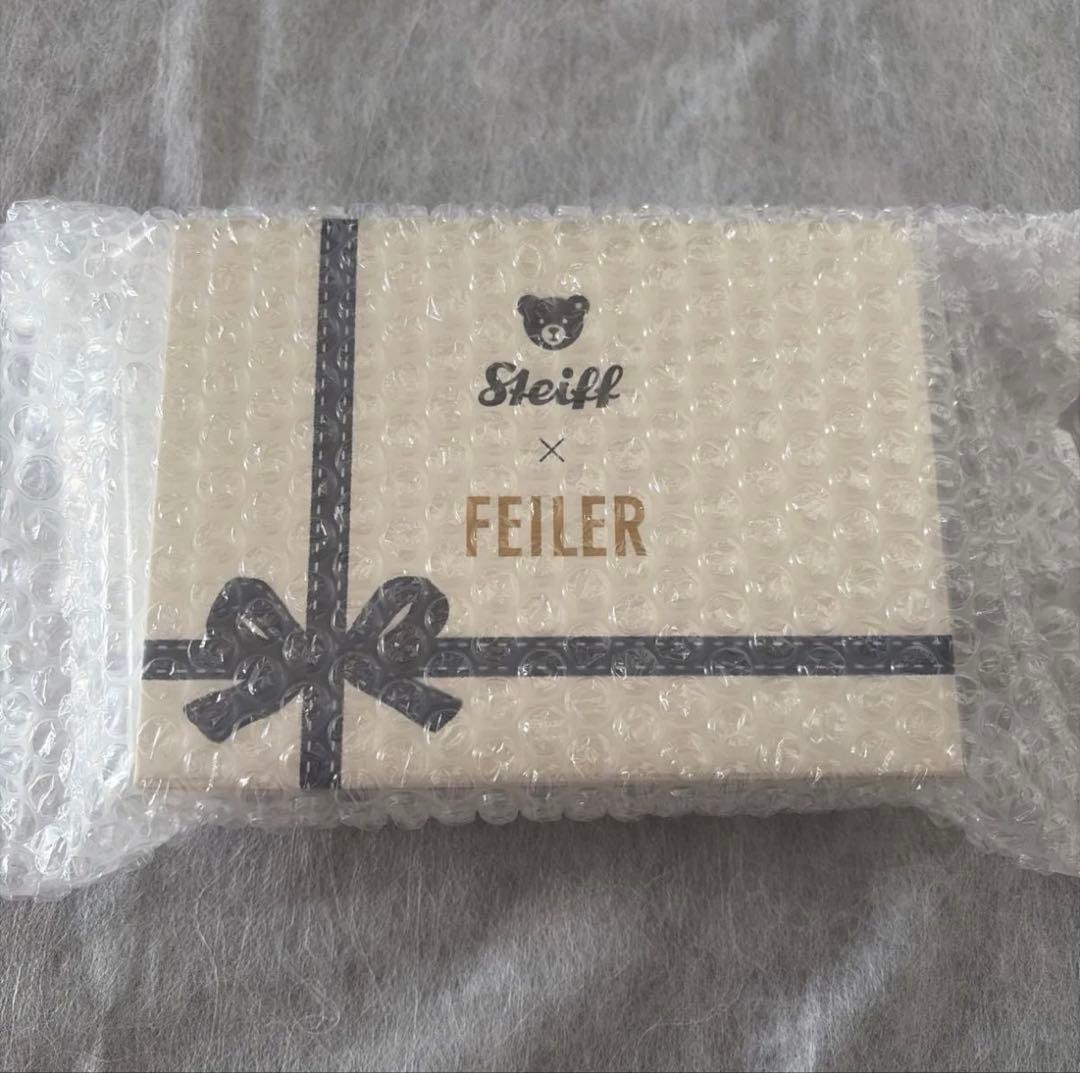 Steiff
×
FEILER